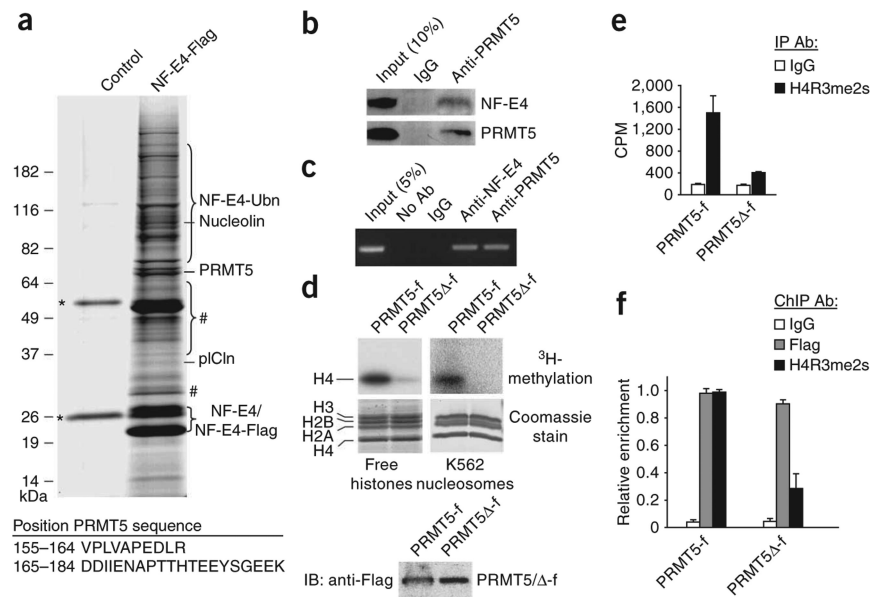 a
Control
NF-E4-Flag
182
116
82
64
49
37
26
19
14
kDa
*
*
NF-E4-Ubn
Nucleolin
PRMT5
#
pICln
#
NF-E4/
NF-E4-Flag
Position PRMT5 sequence
155–164 VPLVAPEDLR
165–184 DDIIENAPTTHTEEYSGEEK
b
Input (10%)
IgG
Anti-PRMT5
NF-E4
PRMT5
c
Input (5%)
No Ab
IgG
Anti-NF-E4
Anti-PRMT5
d
PRMT5-f
PRMT5Δ-f
PRMT5-f
PRMT5Δ-f
H4
³H-
methylation
H3
H2B
H2A
H4
Coomassie
stain
Free
histones
K562
nucleosomes
PRMT5-f
PRMT5Δ-f
IB: anti-Flag
PRMT5/Δ-f
e
IP Ab:
IgG
H4R3me2s
CPM
2,000
1,600
1,200
800
400
0
PRMT5-f
PRMT5Δ-f
f
ChIP Ab:
IgG
Flag
H4R3me2s
Relative enrichment
1.0
0.8
0.6
0.4
0.2
0
PRMT5-f
PRMT5Δ-f